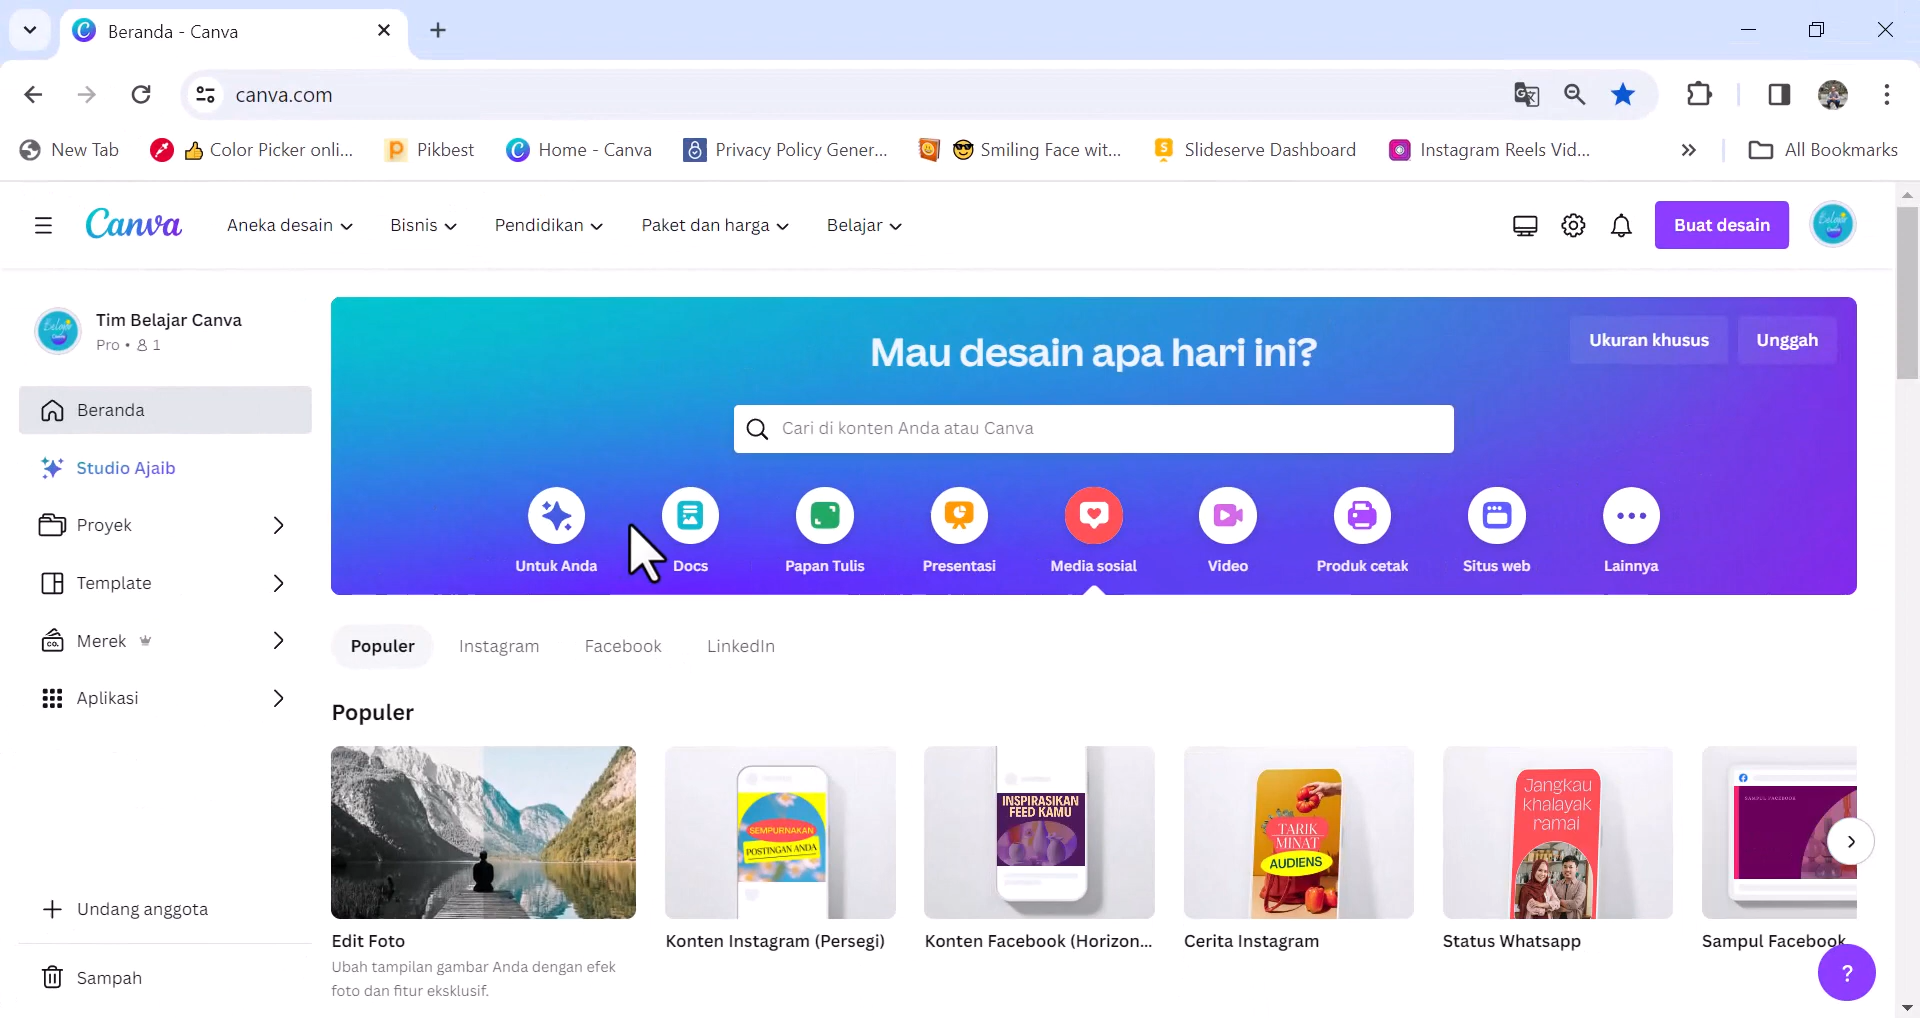 Beranda - Canva
canva.com
New Tab
Color Picker onli...
Pikbest
Home - Canva
Privacy Policy Gener...
Smiling Face wit...
Slideserve Dashboard
Instagram Reels Vid...
All Bookmarks
Canva
Aneka desain
Bisnis
Pendidikan
Paket dan harga
Belajar
Buat desain
Belajar
Canva
Belajar
Canva
Tim Belajar Canva
Pro • 1
Beranda
Studio Ajaib
Proyek
Template
Merek
Aplikasi
Undang anggota
Sampah
Mau desain apa hari ini?
Ukuran khusus
Unggah
Cari di konten Anda atau Canva
Untuk Anda
Docs
Papan Tulis
Presentasi
Media sosial
Video
Produk cetak
Situs web
Lainnya
Populer
Instagram
Facebook
LinkedIn
Populer
SEMPURNAKAN
POSTINGAN ANDA
INSPIRASIKAN
FEED KAMU
TARIK
MINAT
AUDIENS
Jangkau
khalayak
ramai
SAMPUL FACEBOOK
Edit Foto
Ubah tampilan gambar Anda dengan efek
foto dan fitur eksklusif.
Konten Instagram (Persegi)
Konten Facebook (Horizon...
Cerita Instagram
Status Whatsapp
Sampul Facebook
?